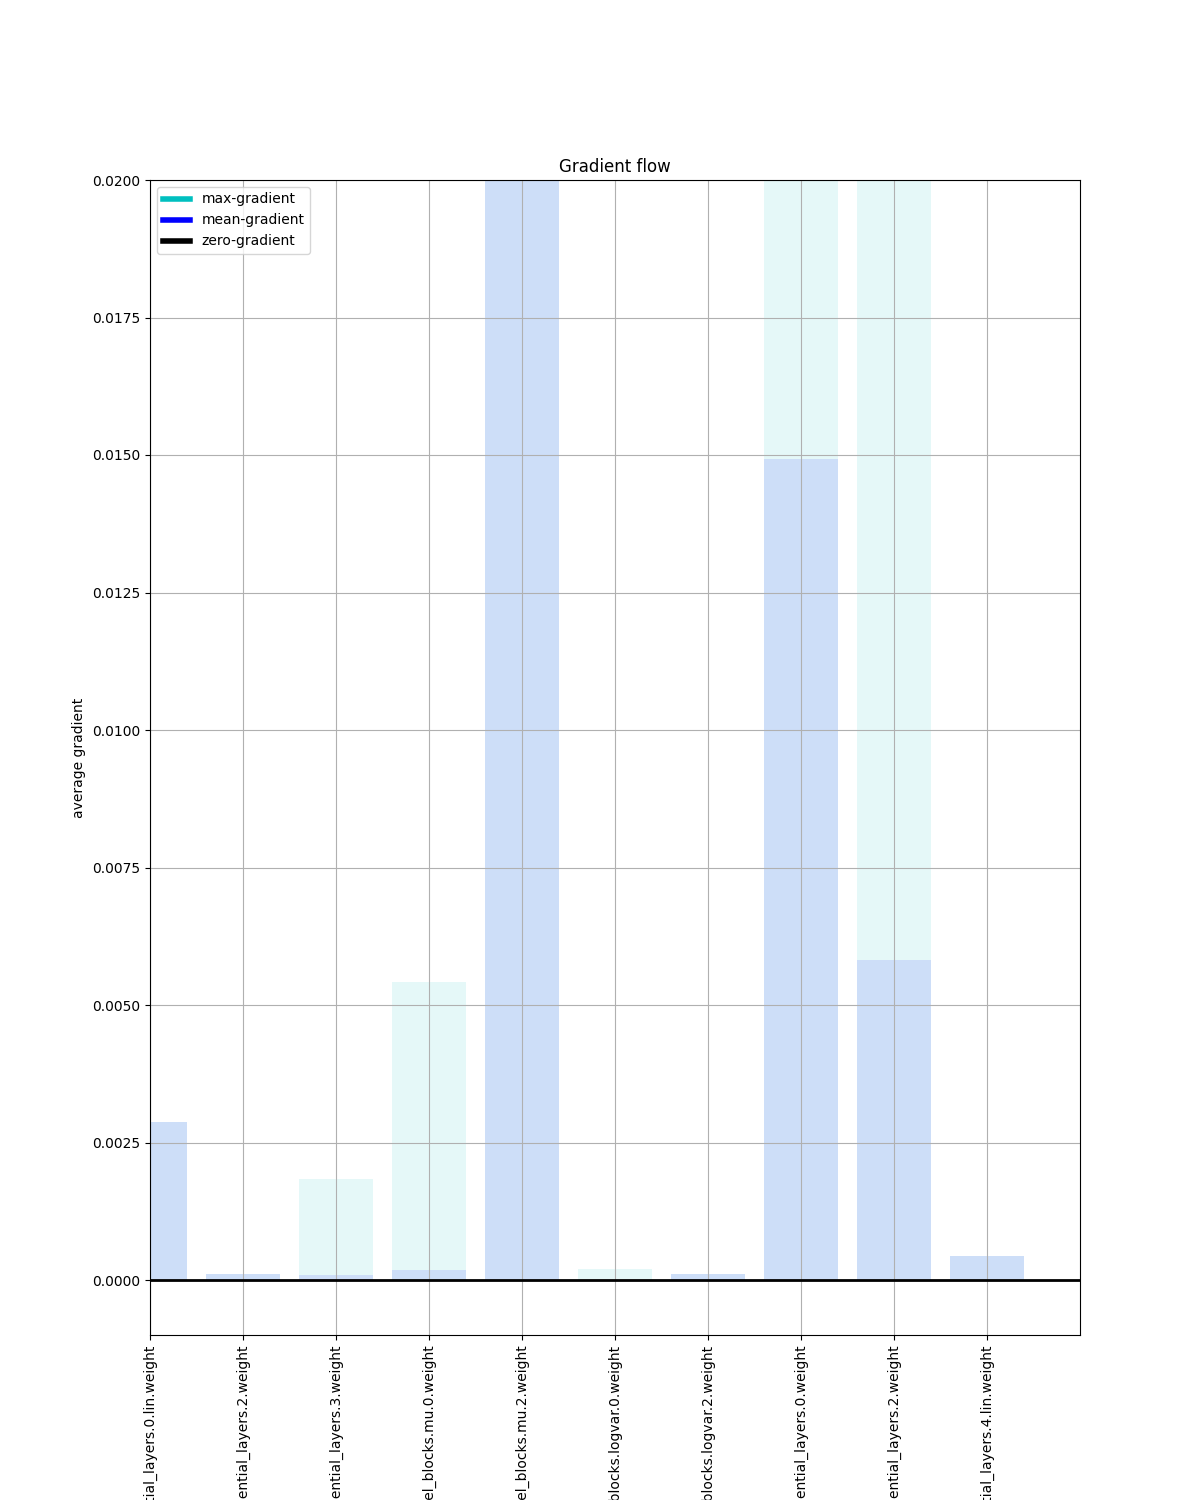 Gradient flow
max-gradient
mean-gradient
zero-gradient
0.0200
0.0175
0.0150
0.0125
0.0100
0.0075
0.0050
0.0025
0.0000
average gradient
tial_layers.0.lin.weight
ential_layers.2.weight
ential_layers.3.weight
el_blocks.mu.0.weight
el_blocks.mu.2.weight
blocks.logvar.0.weight
blocks.logvar.2.weight
ential_layers.0.weight
ential_layers.2.weight
tial_layers.4.lin.weight